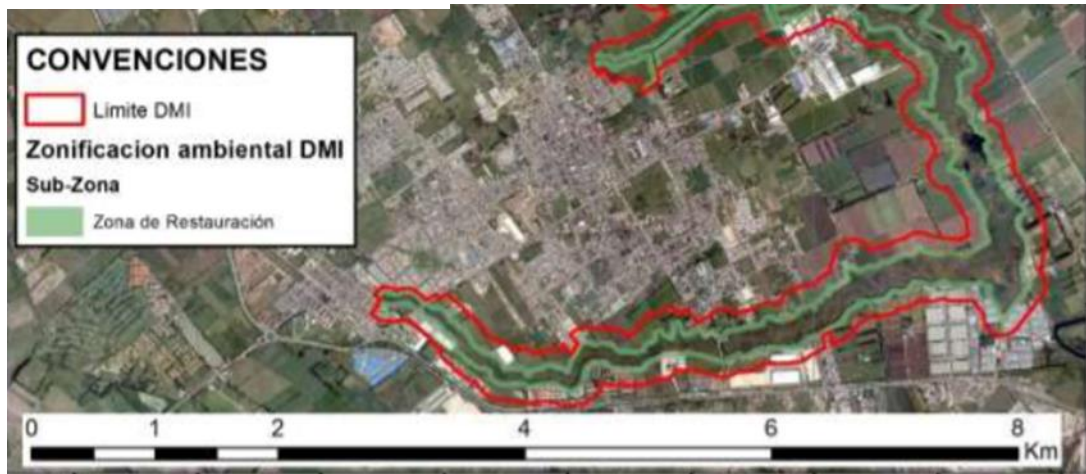 CONVENCIONES
Limite DMI
Zonificacion ambiental DMI
Sub-Zona
Zona de Restauración
0 1 2 4 6 8
Km